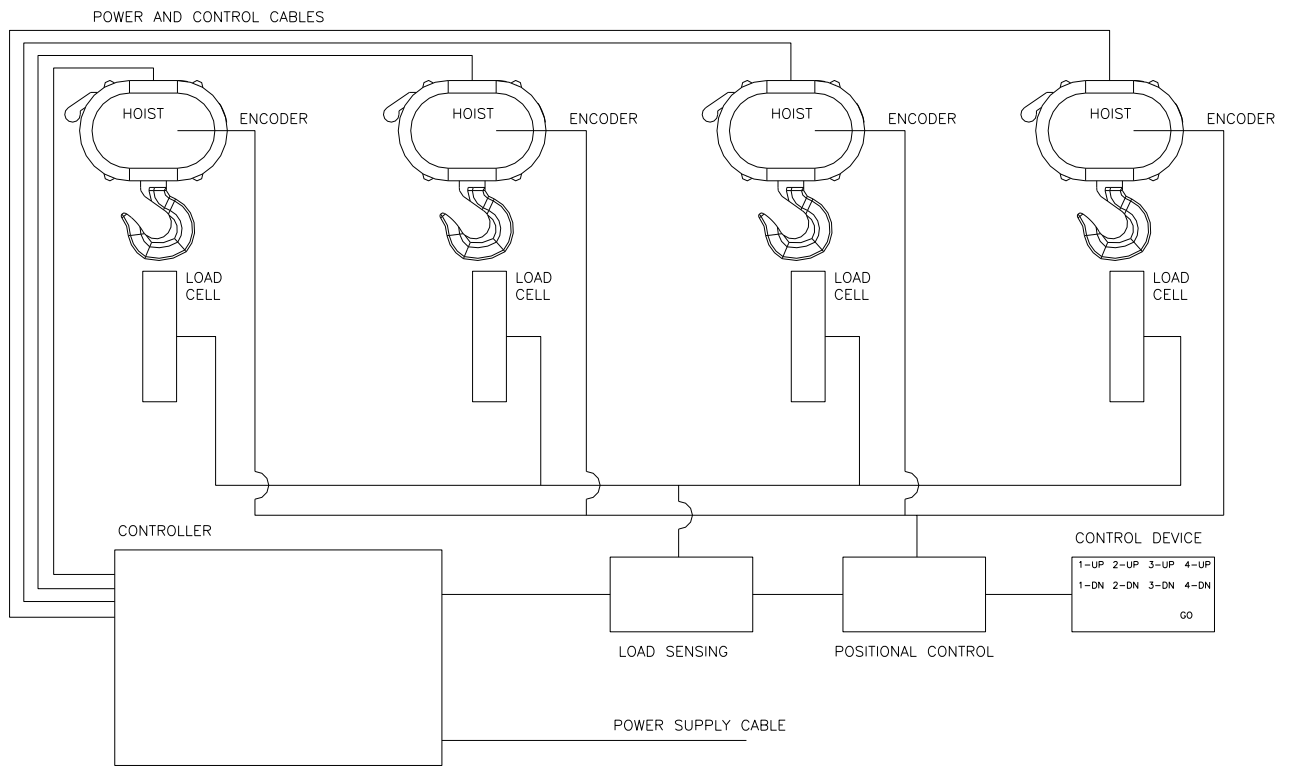 POWER AND CONTROL CABLES
HOIST
ENCODER
HOIST
ENCODER
HOIST
ENCODER
HOIST
ENCODER
LOAD
CELL
LOAD
CELL
LOAD
CELL
LOAD
CELL
CONTROLLER
CONTROL DEVICE
1-UP 2-UP 3-UP 4-UP
1-DN 2-DN 3-DN 4-DN
GO
LOAD SENSING
POSITIONAL CONTROL
POWER SUPPLY CABLE